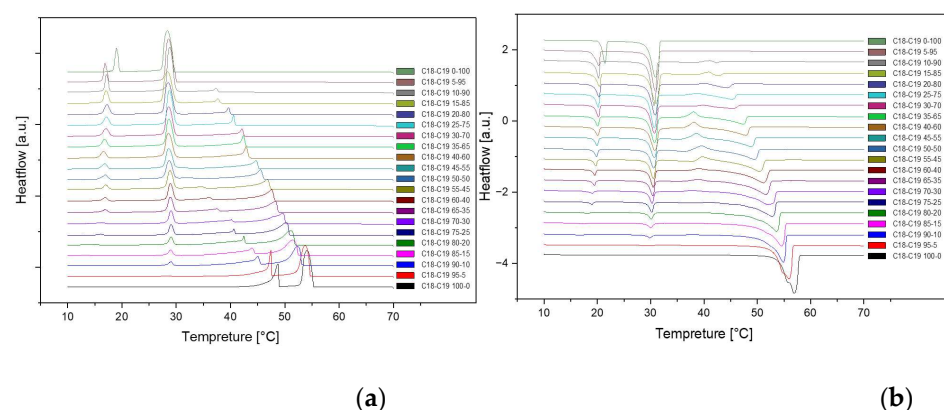 Heatflow [a.u.]
C18-C19 0-100
C18-C19 5-95
C18-C19 10-90
C18-C19 15-85
C18-C19 20-80
C18-C19 25-75
C18-C19 30-70
C18-C19 35-65
C18-C19 40-60
C18-C19 45-55
C18-C19 50-50
C18-C19 55-45
C18-C19 60-40
C18-C19 65-35
C18-C19 70-30
C18-C19 75-25
C18-C19 80-20
C18-C19 85-15
C18-C19 90-10
C18-C19 95-5
C18-C19 100-0
10 20 30 40 50 60 70
Tempreture [°C]
(a)
Heatflow [a.u.]
2
0
−2
−4
C18-C19 0-100
C18-C19 5-95
C18-C19 10-90
C18-C19 15-85
C18-C19 20-80
C18-C19 25-75
C18-C19 30-70
C18-C19 35-65
C18-C19 40-60
C18-C19 45-55
C18-C19 50-50
C18-C19 55-45
C18-C19 60-40
C18-C19 65-35
C18-C19 70-30
C18-C19 75-25
C18-C19 80-20
C18-C19 85-15
C18-C19 90-10
C18-C19 95-5
C18-C19 100-0
10 20 30 40 50 60 70
Tempreture [°C]
(b)